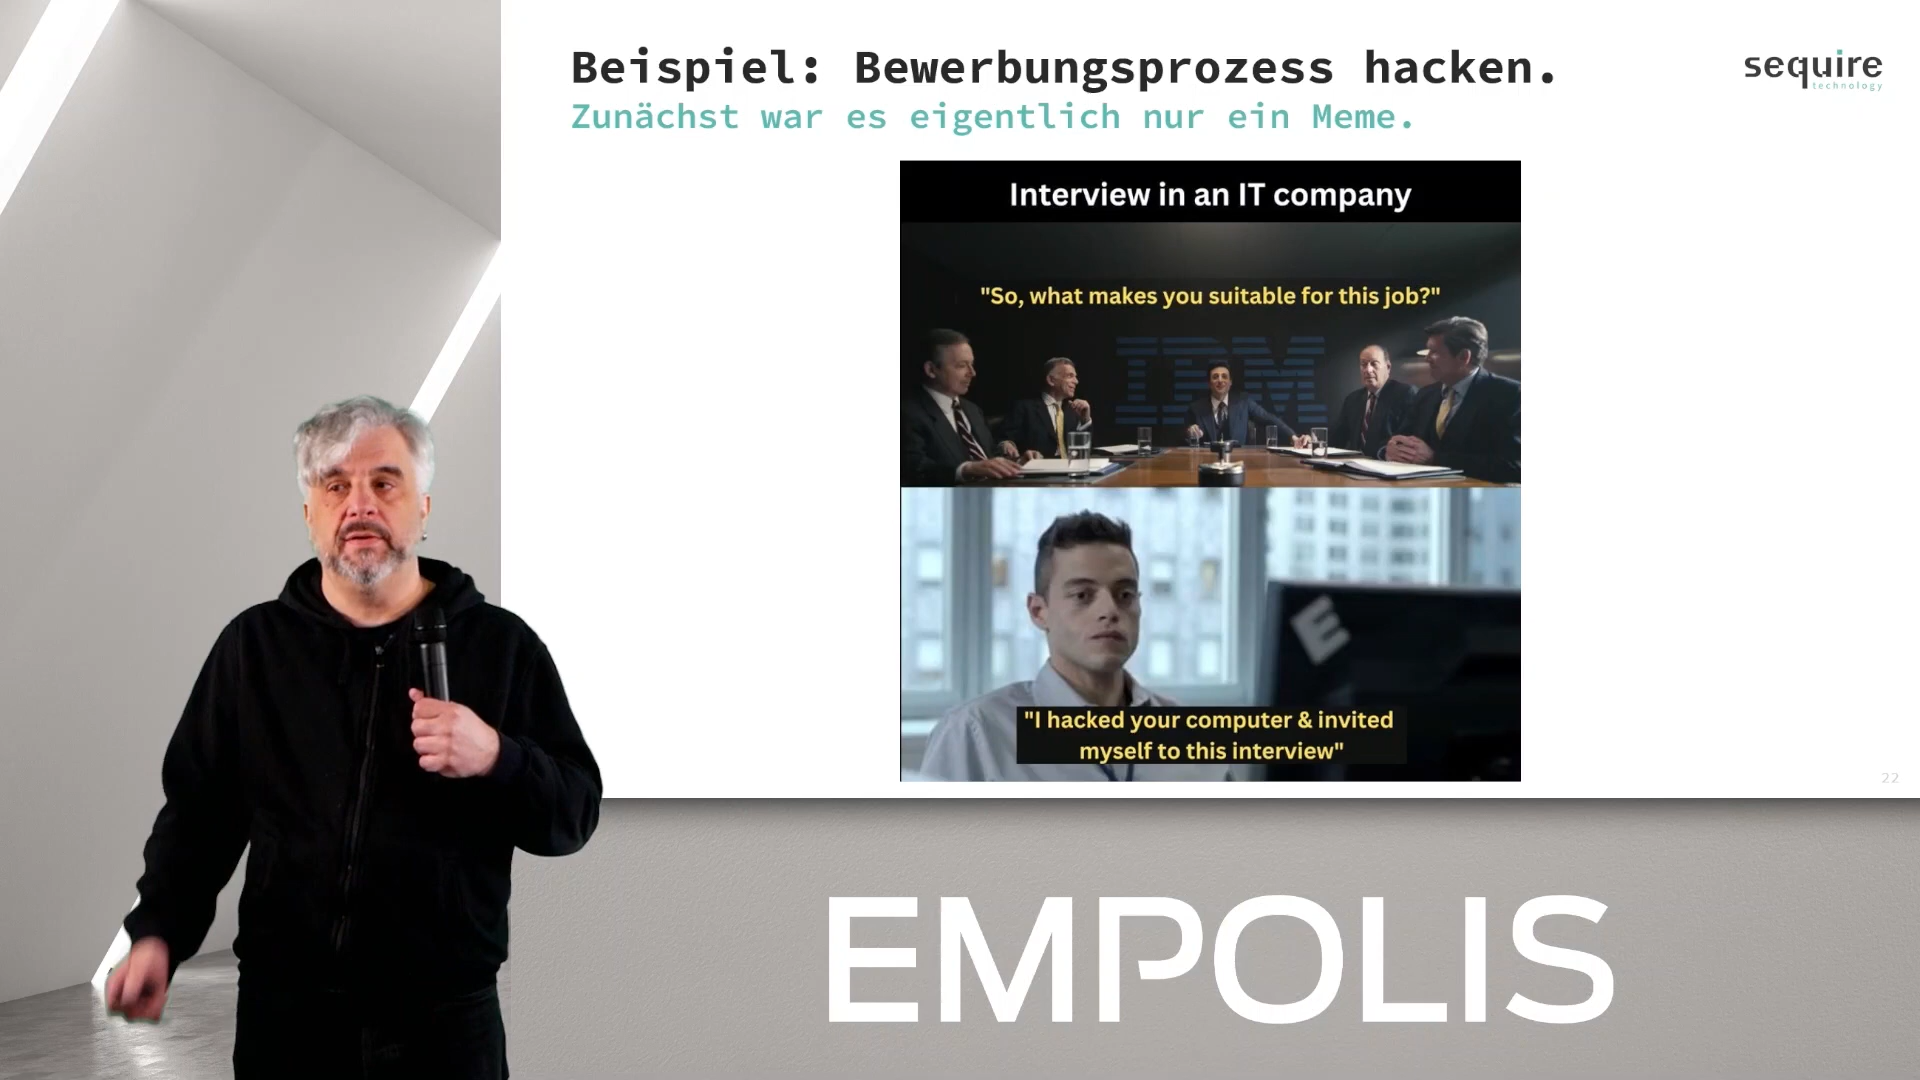 Beispiel: Bewerbungsprozess hacken.
Zunächst war es eigentlich nur ein Meme.
sequire
technology
Interview in an IT company
"So, what makes you suitable for this job?"
IBM
E
"I hacked your computer & invited
myself to this interview"
22
EMPOLIS